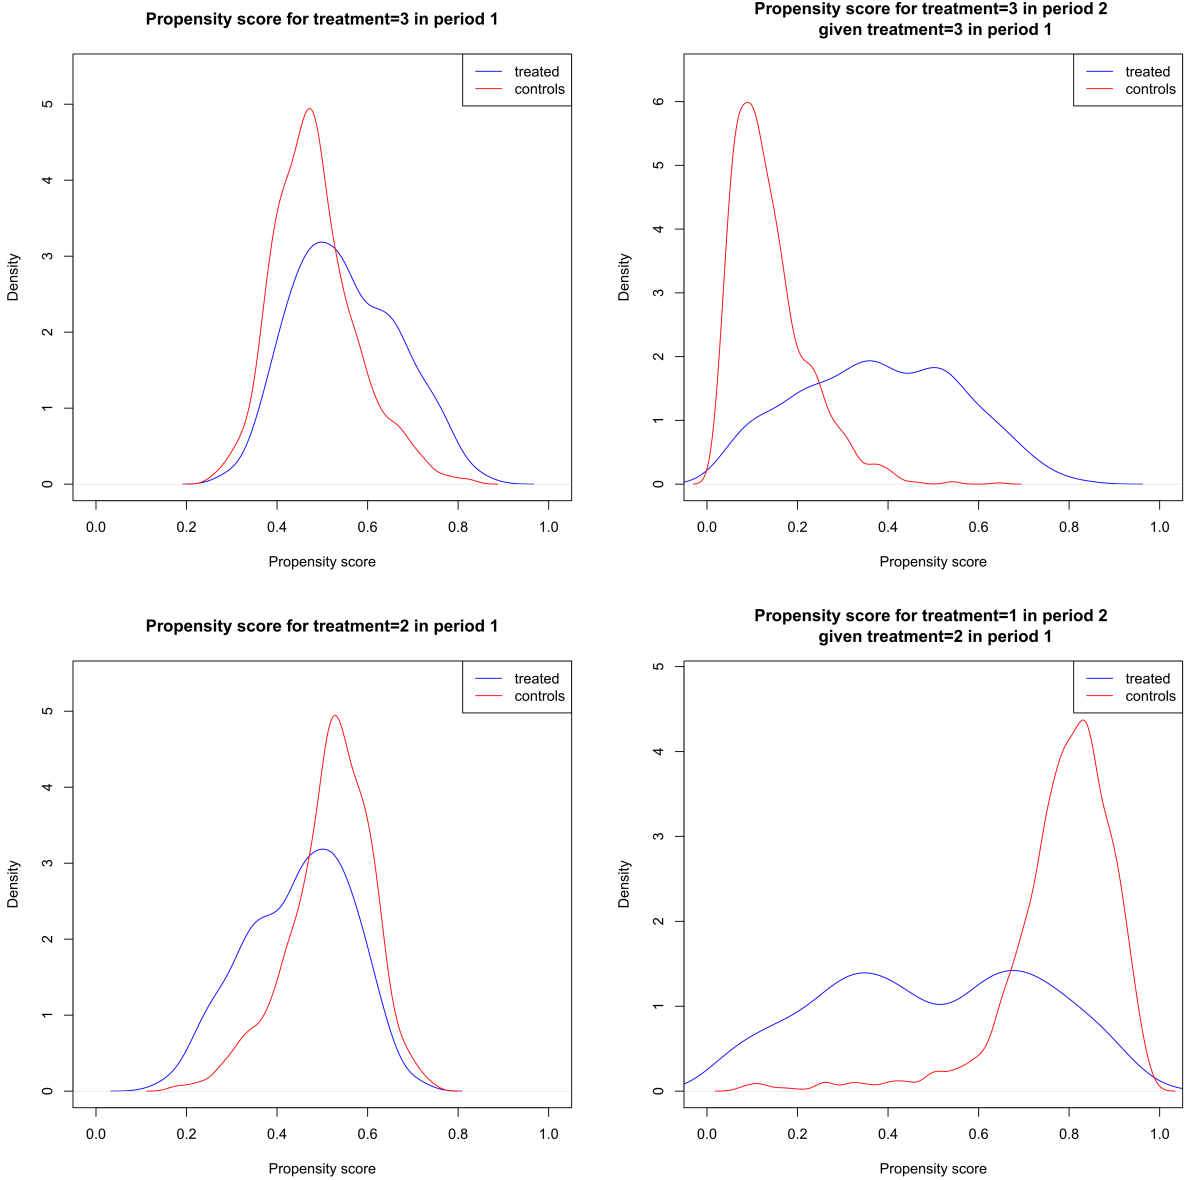 Propensity score for treatment=3 in period 1
treated
controls
Density
0 1 2 3 4 5
0.0 0.2 0.4 0.6 0.8 1.0
Propensity score
Propensity score for treatment=3 in period 2
given treatment=3 in period 1
treated
controls
Density
0 1 2 3 4 5 6
0.0 0.2 0.4 0.6 0.8 1.0
Propensity score
Propensity score for treatment=2 in period 1
treated
controls
Density
0 1 2 3 4 5
0.0 0.2 0.4 0.6 0.8 1.0
Propensity score
Propensity score for treatment=1 in period 2
given treatment=2 in period 1
treated
controls
Density
0 1 2 3 4 5
0.0 0.2 0.4 0.6 0.8 1.0
Propensity score